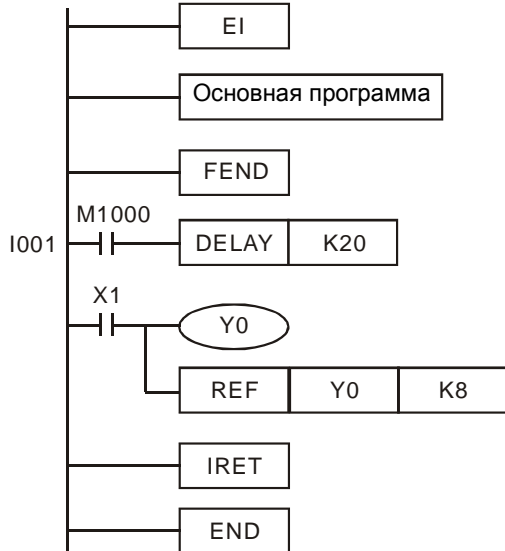 EI
Основная программа
FEND
M1000
I001 DELAY K20
X1
Y0
REF Y0 K8
IRET
END